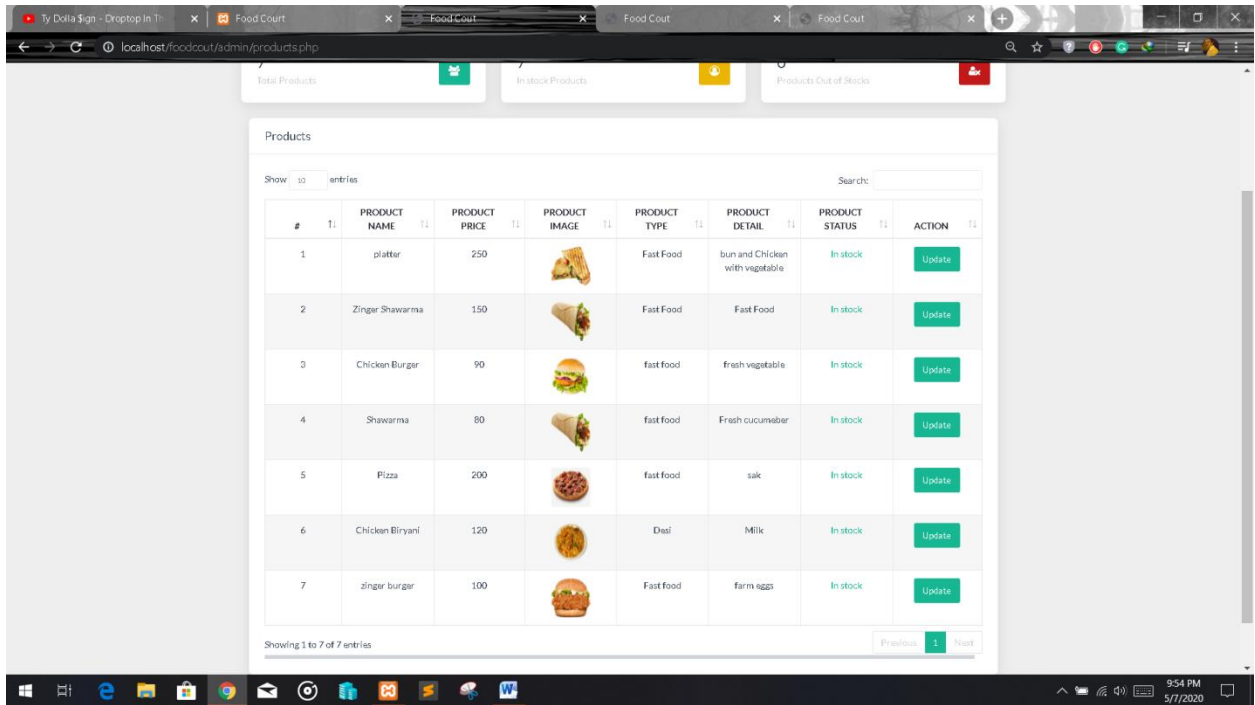 Ty Dolla $ign - Droptop In Th
Food Court
Food Cout
Food Cout
Food Cout
localhost/foodcout/admin/products.php
Total Products
In stock Products
Products Out of Stocks
Products
Show 10 entries Search:
# PRODUCT NAME PRODUCT PRICE PRODUCT IMAGE PRODUCT TYPE PRODUCT DETAIL PRODUCT STATUS ACTION
1 platter 250 Fast Food bun and Chicken with vegetable In stock Update
2 Zinger Shawarma 150 Fast Food Fast Food In stock Update
3 Chicken Burger 90 fast food fresh vegetable In stock Update
4 Shawarma 80 fast food Fresh cucumeber In stock Update
5 Pizza 200 fast food sak In stock Update
6 Chicken Biryani 120 Desi Milk In stock Update
7 zinger burger 100 Fast food farm eggs In stock Update
Showing 1 to 7 of 7 entries Previous 1 Next
9:54 PM
5/7/2020